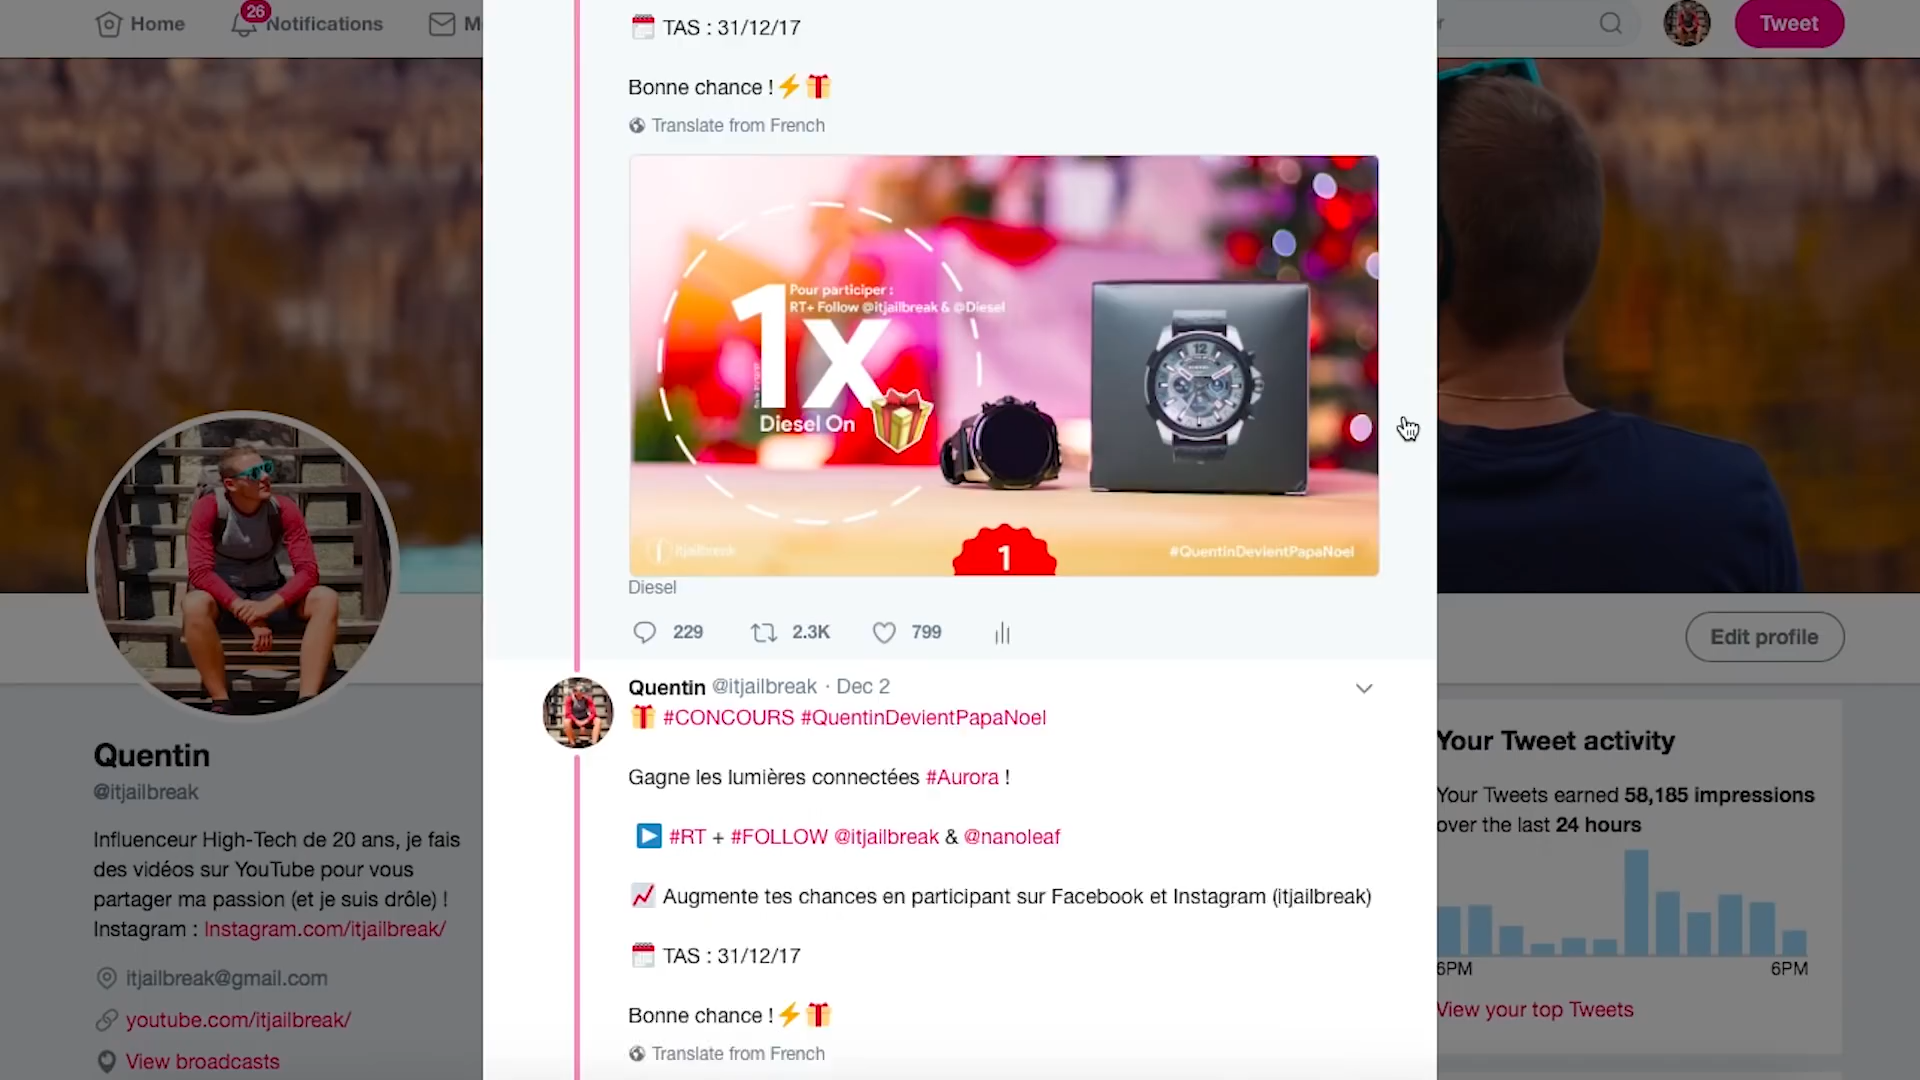 Home
26
Notifications
M
Tweet
TAS : 31/12/17
Bonne chance !
Translate from French
Pour participer :
RT+ Follow @itjailbreak & @Diesel
1x
Diesel On
itjailbreak
1
#QuentinDevientPapaNoel
Diesel
229
2.3K
799
Quentin @itjailbreak · Dec 2
#CONCOURS #QuentinDevientPapaNoel
Gagne les lumières connectées #Aurora !
#RT + #FOLLOW @itjailbreak & @nanoleaf
Augmente tes chances en participant sur Facebook et Instagram (itjailbreak)
TAS : 31/12/17
Bonne chance !
Translate from French
Quentin
@itjailbreak
Influenceur High-Tech de 20 ans, je fais
des vidéos sur YouTube pour vous
partager ma passion (et je suis drôle) !
Instagram : Instagram.com/itjailbreak/
itjailbreak@gmail.com
youtube.com/itjailbreak/
View broadcasts
Edit profile
Your Tweet activity
Your Tweets earned 58,185 impressions
over the last 24 hours
6PM
6PM
View your top Tweets